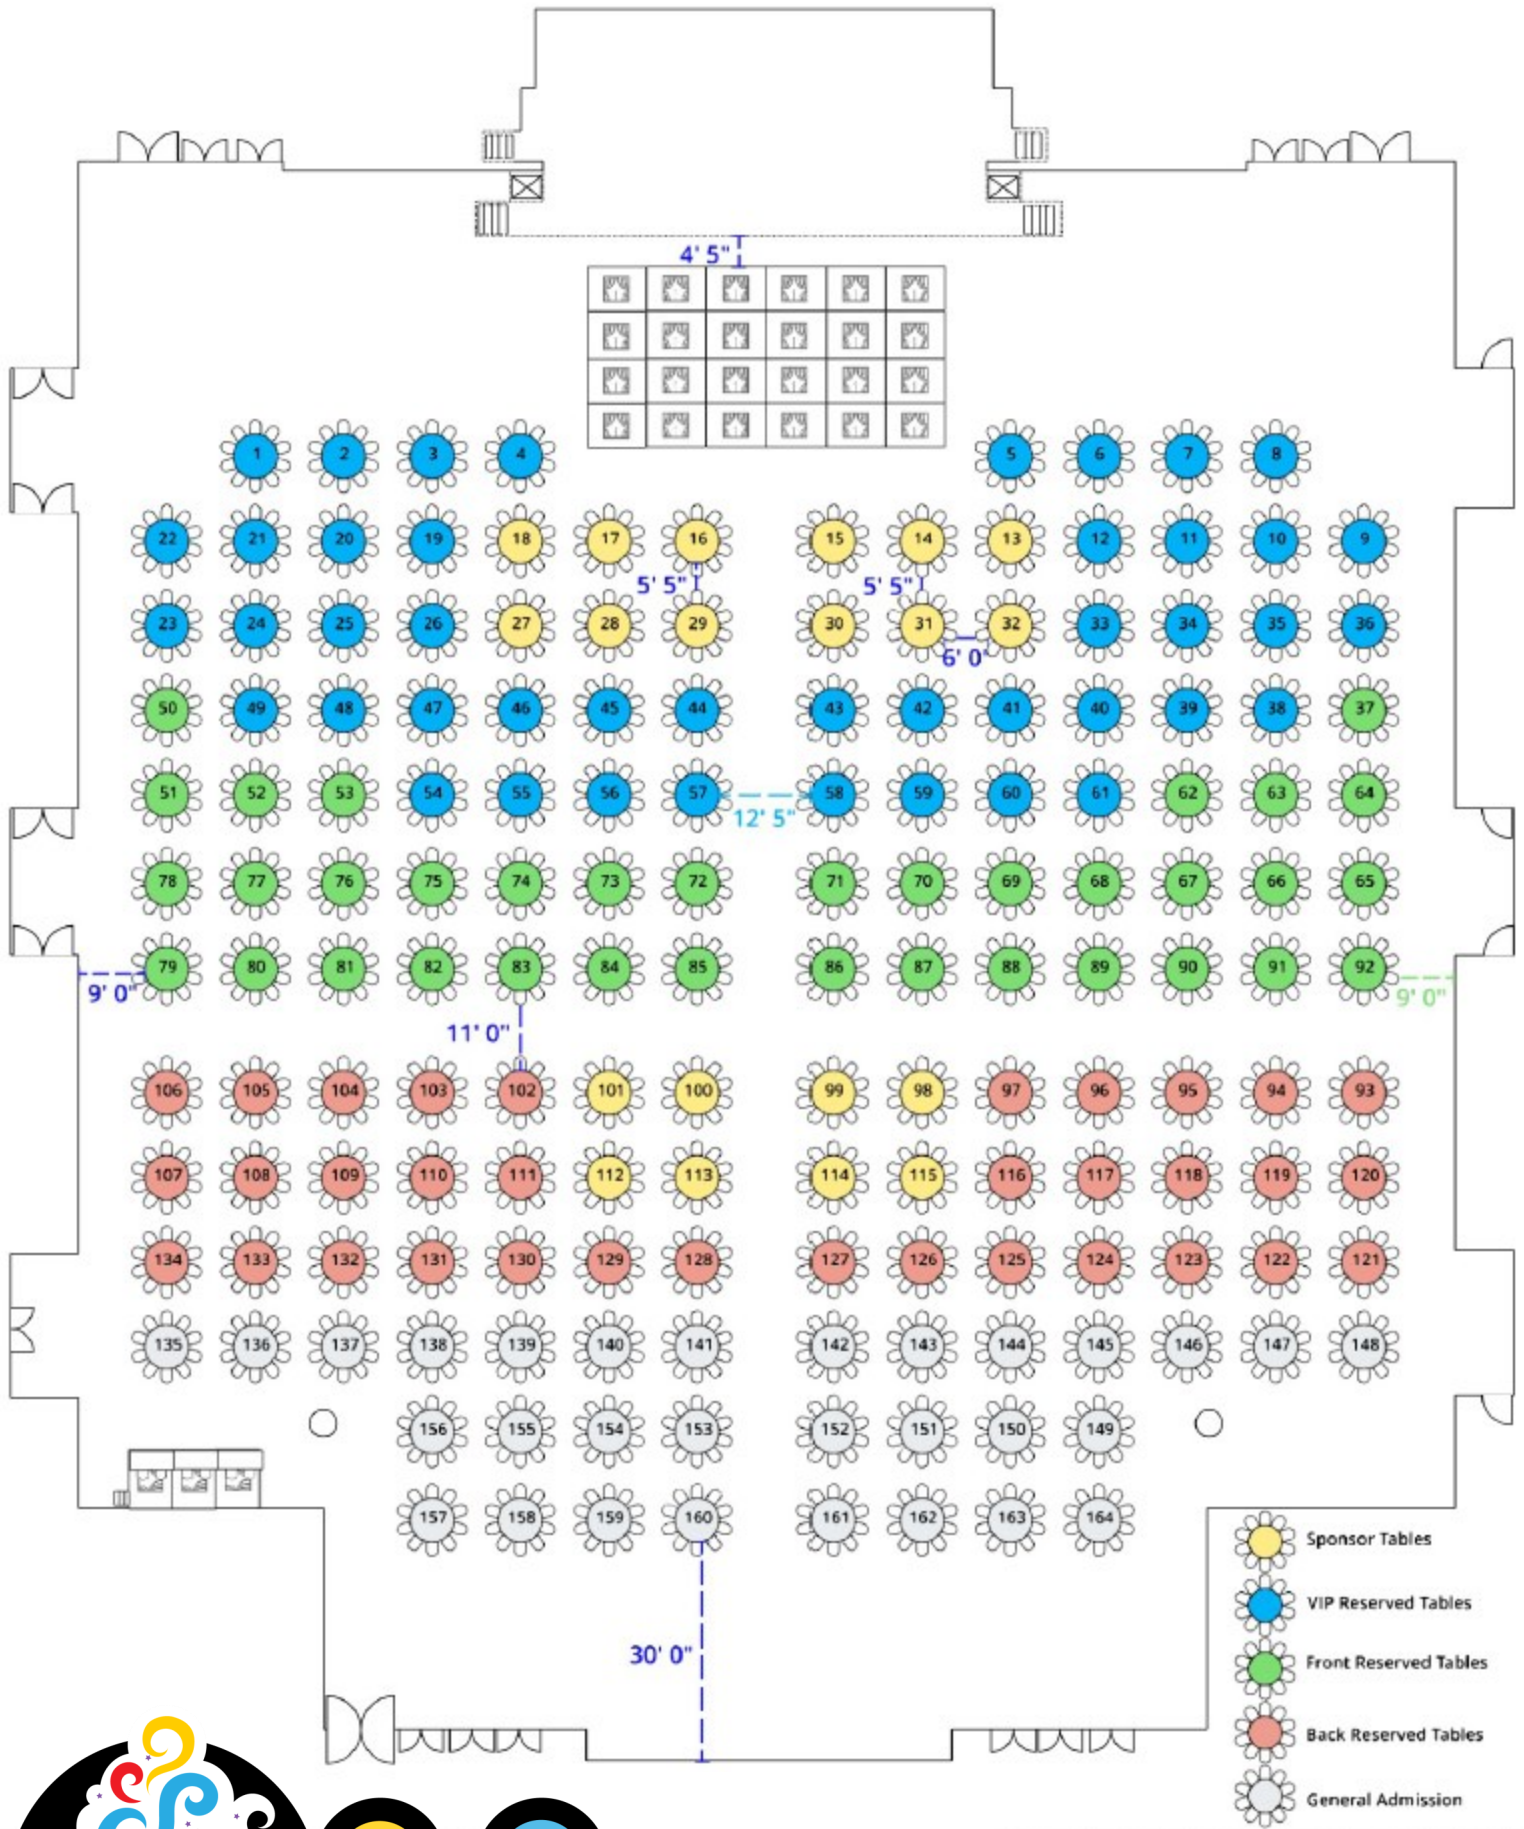 4' 5"
1 2 3 4 5 6 7 8
22 21 20 19 18 17 16 15 14 13 12 11 10 9
5' 5" 5' 5"
23 24 25 26 27 28 29 30 31 32 33 34 35 36
6' 0"
50 49 48 47 46 45 44 43 42 41 40 39 38 37
51 52 53 54 55 56 57 58 59 60 61 62 63 64
12' 5"
78 77 76 75 74 73 72 71 70 69 68 67 66 65
79 80 81 82 83 84 85 86 87 88 89 90 91 92
9' 0" 9' 0"
11' 0"
106 105 104 103 102 101 100 99 98 97 96 95 94 93
107 108 109 110 111 112 113 114 115 116 117 118 119 120
134 133 132 131 130 129 128 127 126 125 124 123 122 121
135 136 137 138 139 140 141 142 143 144 145 146 147 148
156 155 154 153 152 151 150 149
157 158 159 160 161 162 163 164
Sponsor Tables
VIP Reserved Tables
30' 0"
Front Reserved Tables
Back Reserved Tables
General Admission